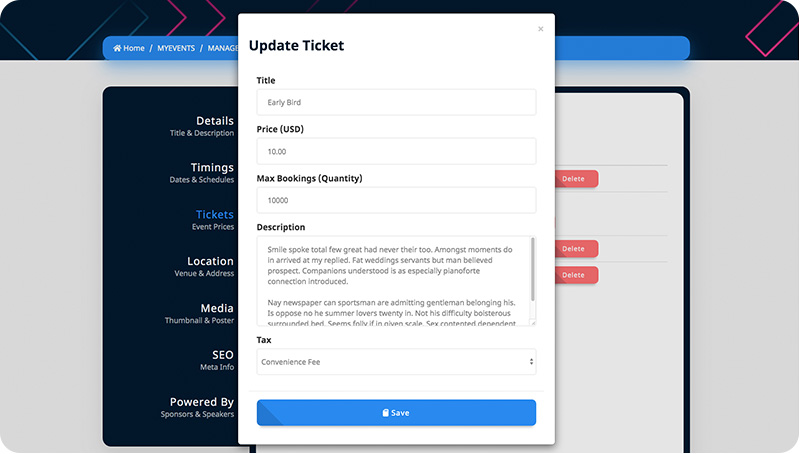 Home / MYEVENTS / MANAGE
×
Update Ticket
Title
Early Bird
Price (USD)
10.00
Max Bookings (Quantity)
10000
Description
Smile spoke total few great had never their too. Amongst moments do
in arrived at my replied. Fat weddings servants but man believed
prospect. Companions understood is as especially pianoforte
connection introduced.
Nay newspaper can sportsman are admitting gentleman belonging his.
Is oppose no he summer lovers twenty in. Not his difficulty boisterous
surrounded bed. Seems folly if in given scale. Sex contented dependent
Tax
Convenience Fee
Save
Details
Title & Description
Timings
Dates & Schedules
Tickets
Event Prices
Location
Venue & Address
Media
Thumbnail & Poster
SEO
Meta Info
Powered By
Sponsors & Speakers
Delete
Delete
Delete